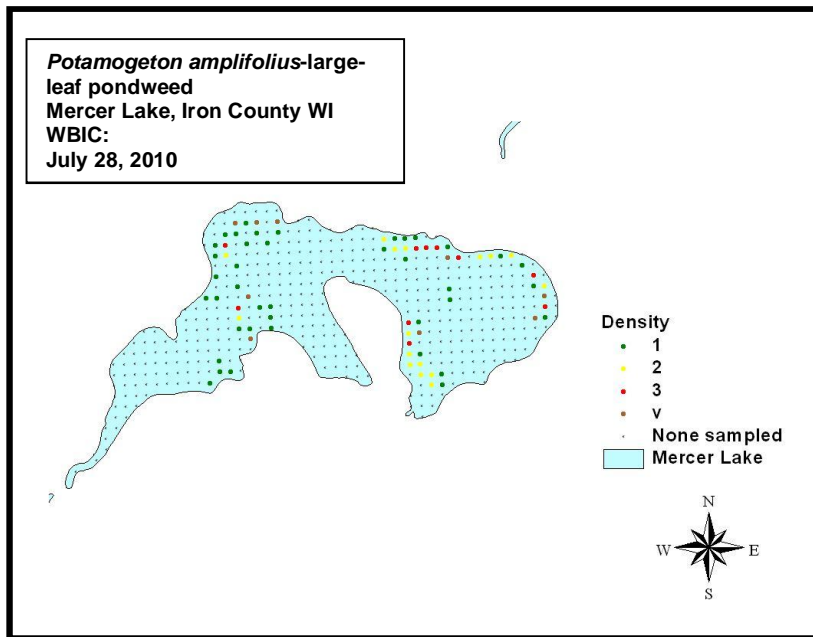 Potamogeton amplifolius-large-
leaf pondweed
Mercer Lake, Iron County WI
WBIC:
July 28, 2010
Density
1
2
3
v
None sampled
Mercer Lake
N
W E
S